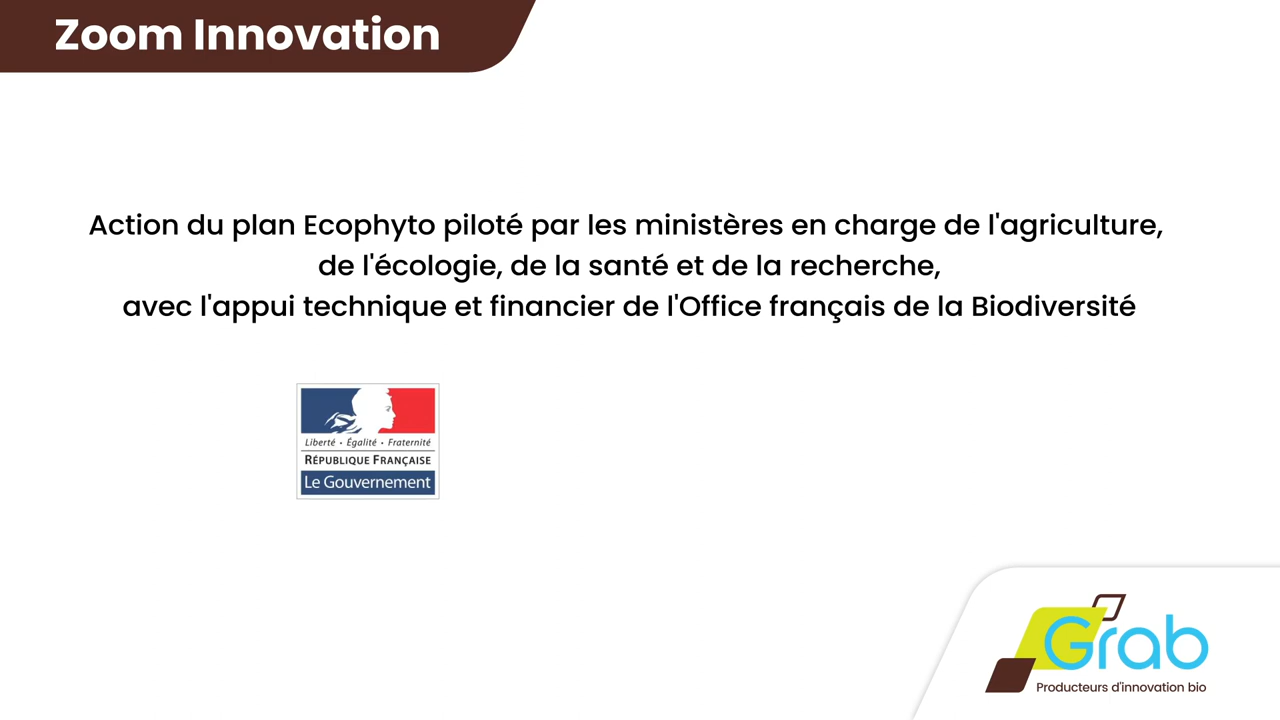 Zoom Innovation
Action du plan Ecophyto piloté par les ministères en charge de l'agriculture,
de l'écologie, de la santé et de la recherche,
avec l'appui technique et financier de l'Office français de la Biodiversité
Liberté • Égalité • Fraternité
RÉPUBLIQUE FRANÇAISE
Le Gouvernement
Grab
Producteurs d'innovation bio